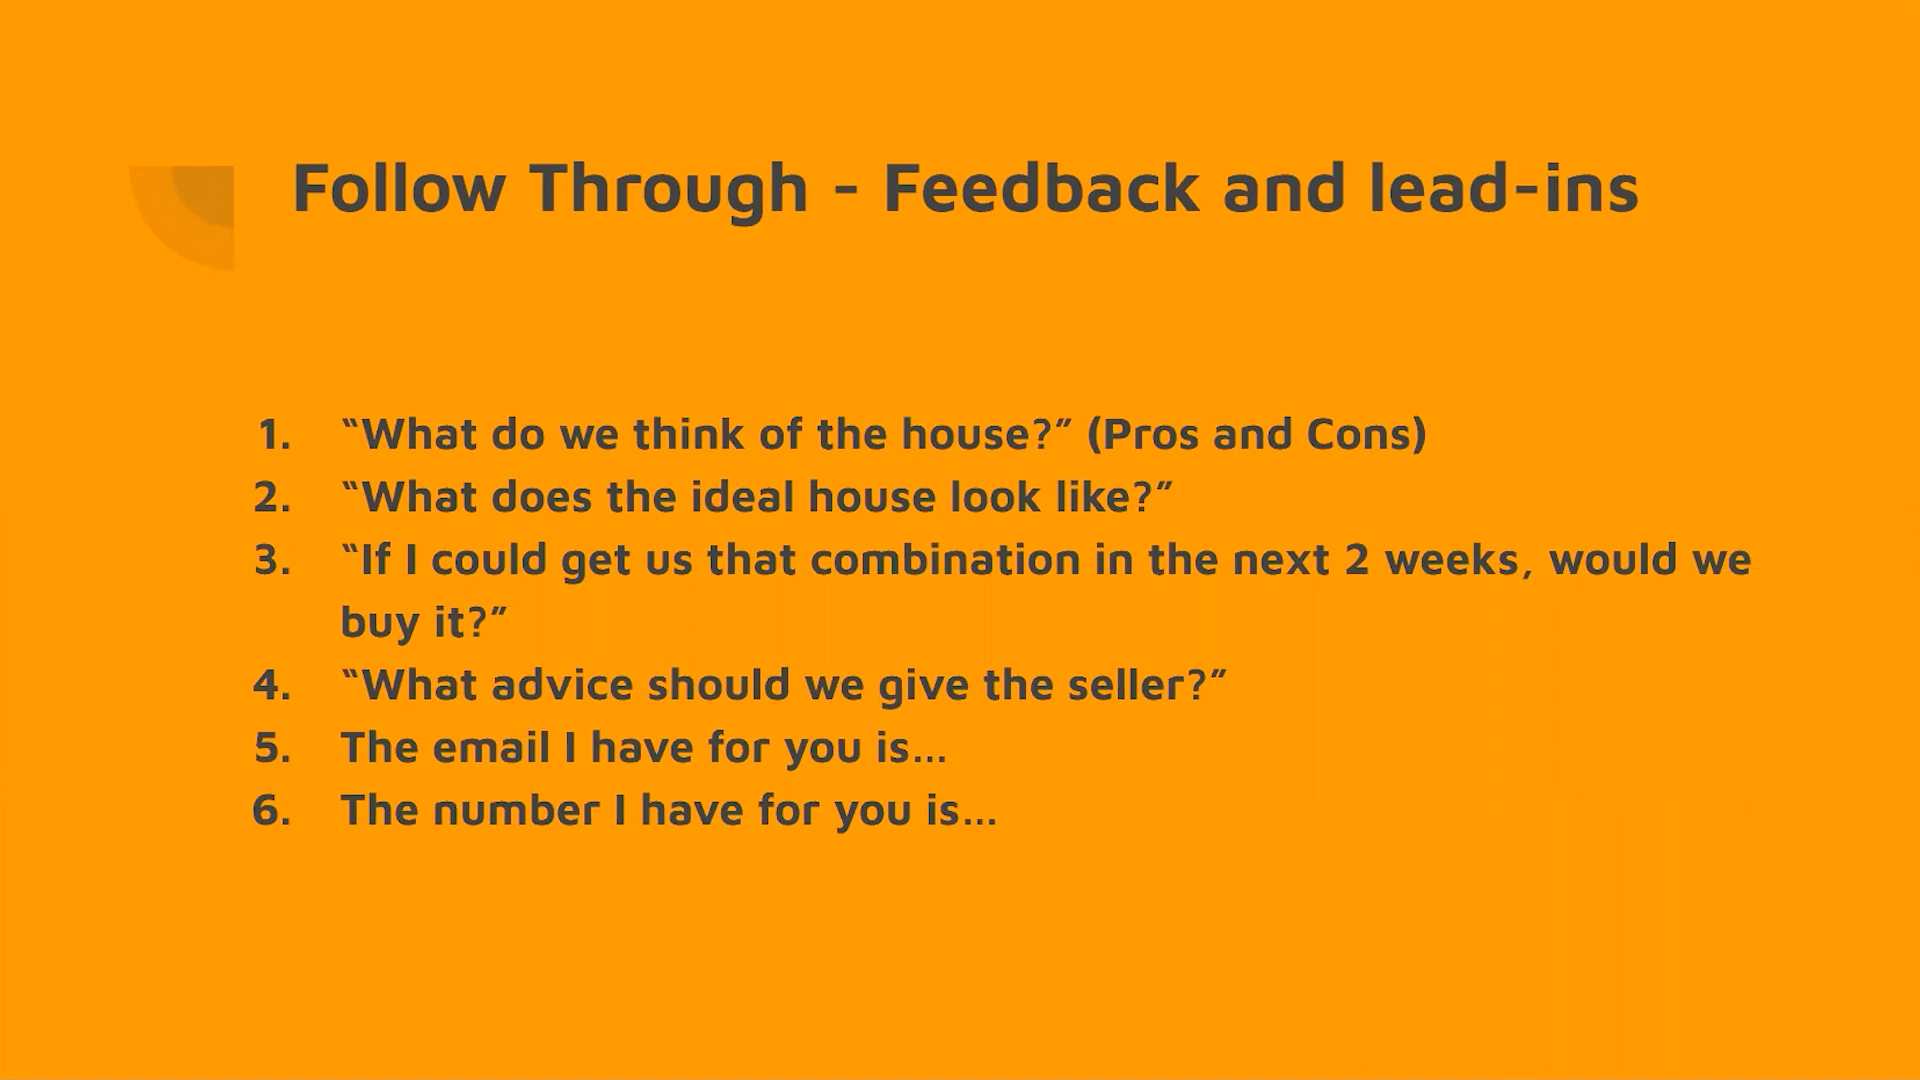 Follow Through - Feedback and lead-ins
1. “What do we think of the house?” (Pros and Cons)
2. “What does the ideal house look like?”
3. “If I could get us that combination in the next 2 weeks, would we
buy it?”
4. “What advice should we give the seller?”
5. The email I have for you is...
6. The number I have for you is...